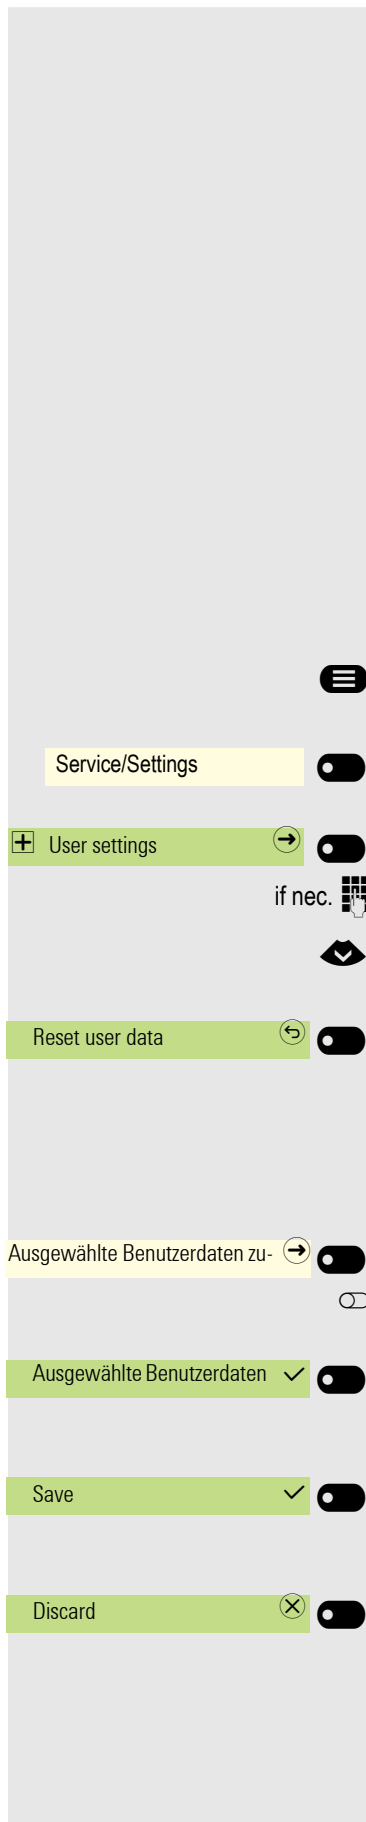 Service/Settings
User settings
if nec.
Reset user data
Ausgewählte Benutzerdaten zu-
Ausgewählte Benutzerdaten
Save
Discard